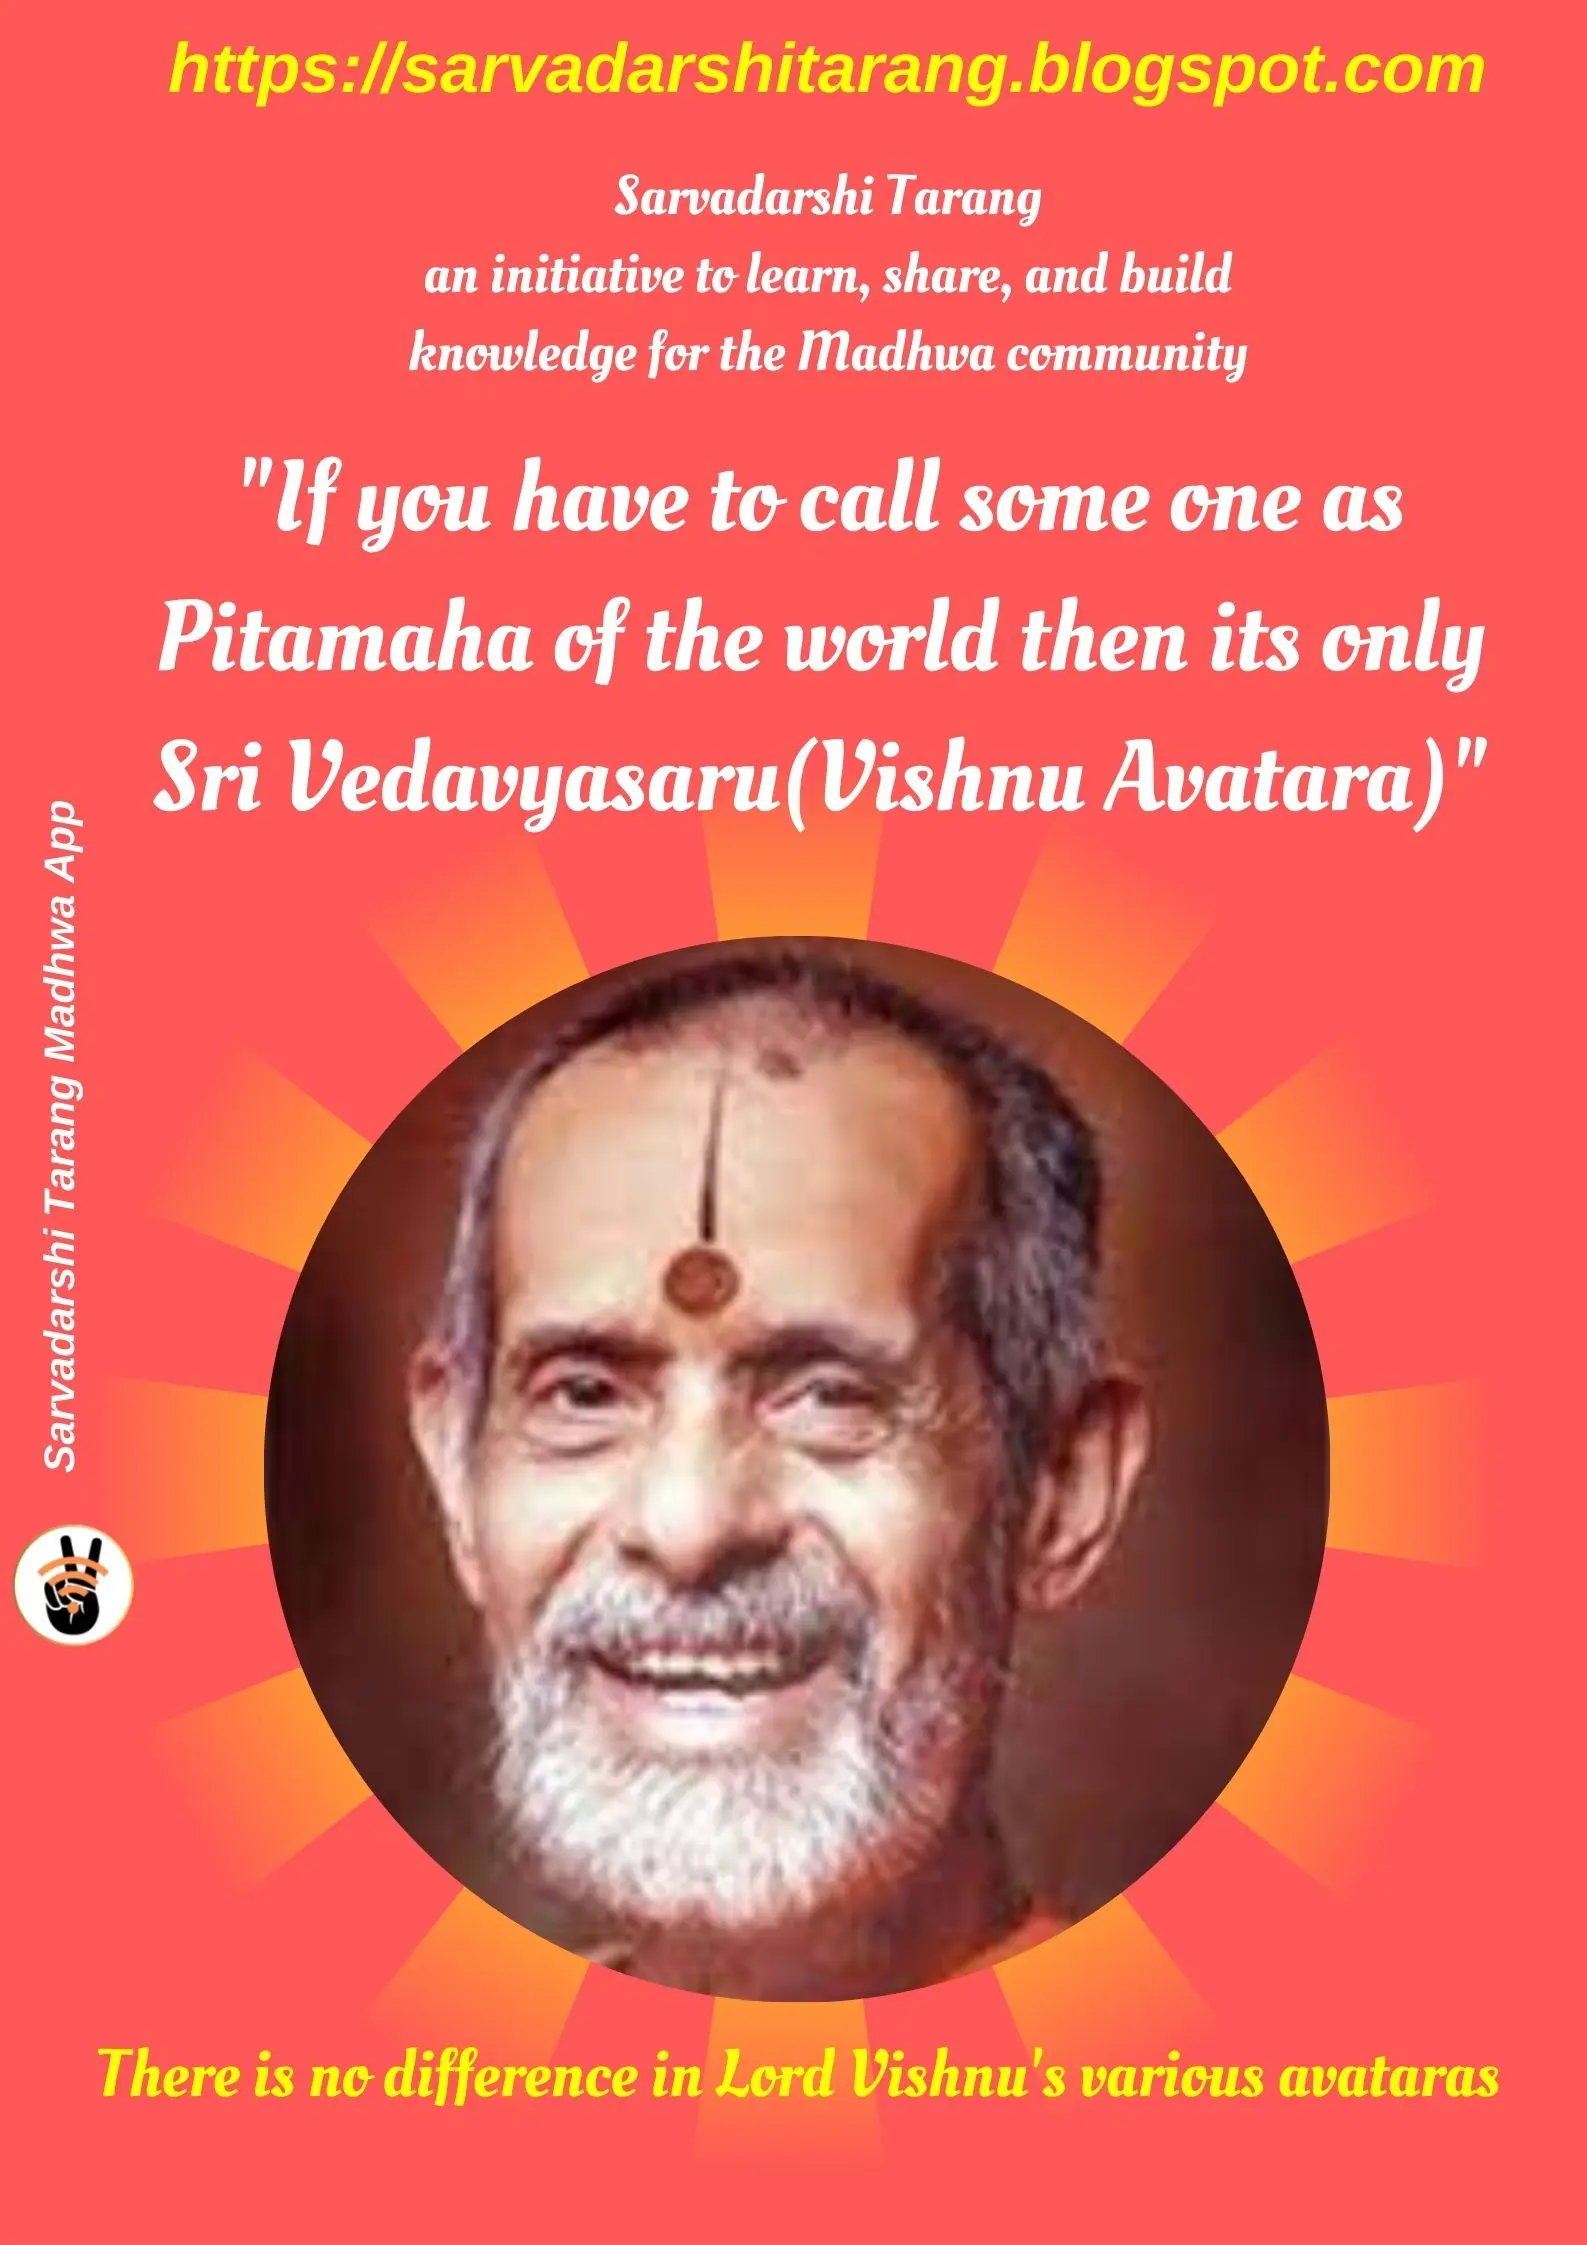 https://sarvadarshitarang.blogspot.com
Sarvadarshi Tarang
an initiative to learn, share, and build
knowledge for the Madhwa community
"If you have to call some one as
Pitamaha of the world then its only
Sri Vedavyasaru(Vishnu Avatara)"
Sarvadarshi Tarang Madhwa App
There is no difference in Lord Vishnu's various avataras